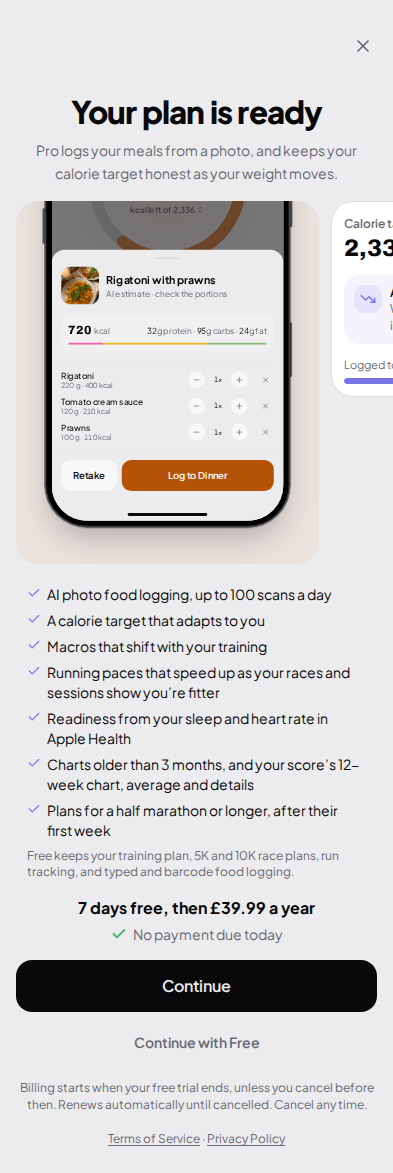 Your plan is ready
Pro logs your meals from a photo, and keeps your
calorie target honest as your weight moves.
kcal left of 2,336
Rigatoni with prawns
AI estimate · check the portions
720 kcal
32g protein · 95g carbs · 24g fat
Rigatoni
220 g · 400 kcal
1×
Tomato cream sauce
120 g · 210 kcal
1×
Prawns
100 g · 110 kcal
1×
Retake
Log to Dinner
Calorie t
2,33
Logged to
AI photo food logging, up to 100 scans a day
A calorie target that adapts to you
Macros that shift with your training
Running paces that speed up as your races and
sessions show you’re fitter
Readiness from your sleep and heart rate in
Apple Health
Charts older than 3 months, and your score’s 12–
week chart, average and details
Plans for a half marathon or longer, after their
first week
Free keeps your training plan, 5K and 10K race plans, run
tracking, and typed and barcode food logging.
7 days free, then £39.99 a year
No payment due today
Continue
Continue with Free
Billing starts when your free trial ends, unless you cancel before
then. Renews automatically until cancelled. Cancel any time.
Terms of Service · Privacy Policy